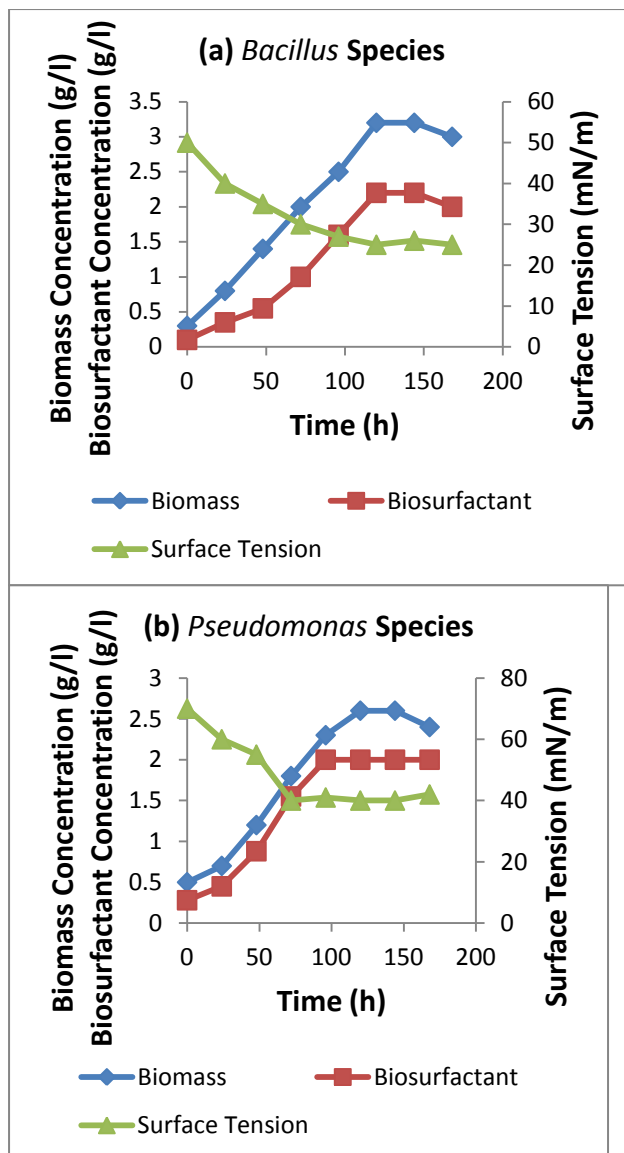 (a) Bacillus Species
Biomass Concentration (g/l)
Biosurfactant Concentration (g/l)
3.5
3
2.5
2
1.5
1
0.5
0
60
50
40
30
20
10
0
Surface Tension (mN/m)
0 50 100 150 200
Time (h)
Biomass Biosurfactant
Surface Tension
(b) Pseudomonas Species
Biomass Concentration (g/l)
Biosurfactant Concentration (g/l)
3
2.5
2
1.5
1
0.5
0
80
60
40
20
0
Surface Tension (mN/m)
0 50 100 150 200
Time (h)
Biomass Biosurfactant
Surface Tension